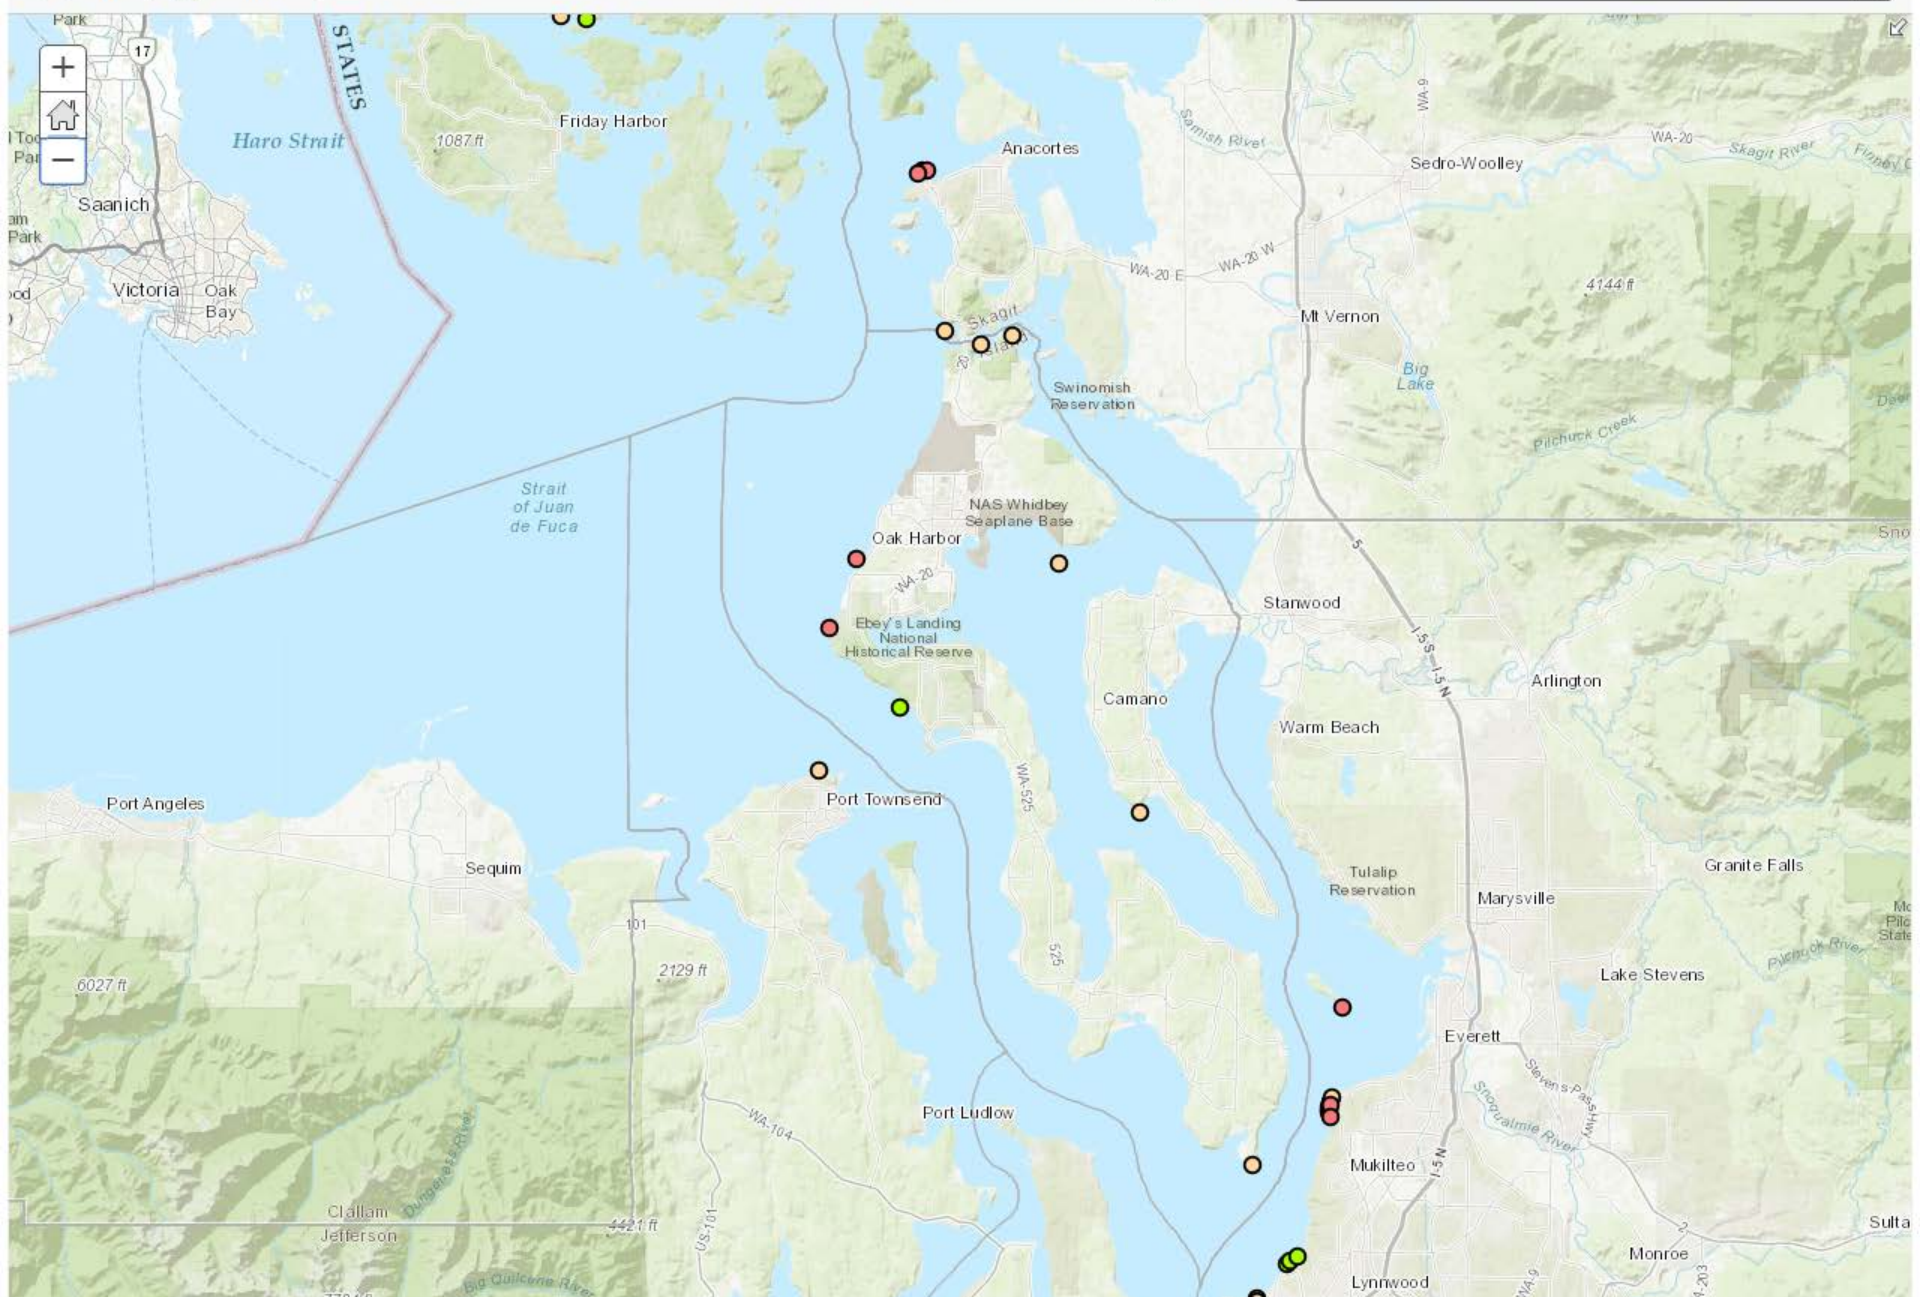 Park
17
STATES
+
−
Haro Strait
1087 ft
Friday Harbor
Anacortes
Samish River
WA-9
WA-20
Skagit River
Sedro-Woolley
Saanich
Park
Victoria
Oak
Bay
WA-20 E
WA-20 W
4144 ft
Skagit
Island
20
Mt Vernon
Swinomish
Reservation
Big
Lake
Pilchuck Creek
Strait
of Juan
de Fuca
NAS Whidbey
Seaplane Base
Oak Harbor
WA-20
5
Stanwood
Ebey's Landing
National
Historical Reserve
I-5 S
I-5 N
Arlington
Camano
Warm Beach
WA-525
Port Angeles
Port Townsend
Sequim
Tulalip
Reservation
Granite Falls
Marysville
101
525
2129 ft
6027 ft
Pilchuck River
State
Lake Stevens
Everett
Stevens Pass Hwy
Snoqualmie River
Port Ludlow
WA-104
Mukilteo
I-5 N
Dungeness River
Clallam
Jefferson
4421 ft
US-101
2
Sulta
Monroe
Lynnwood
WA-9
A-203
Big Quilcene River